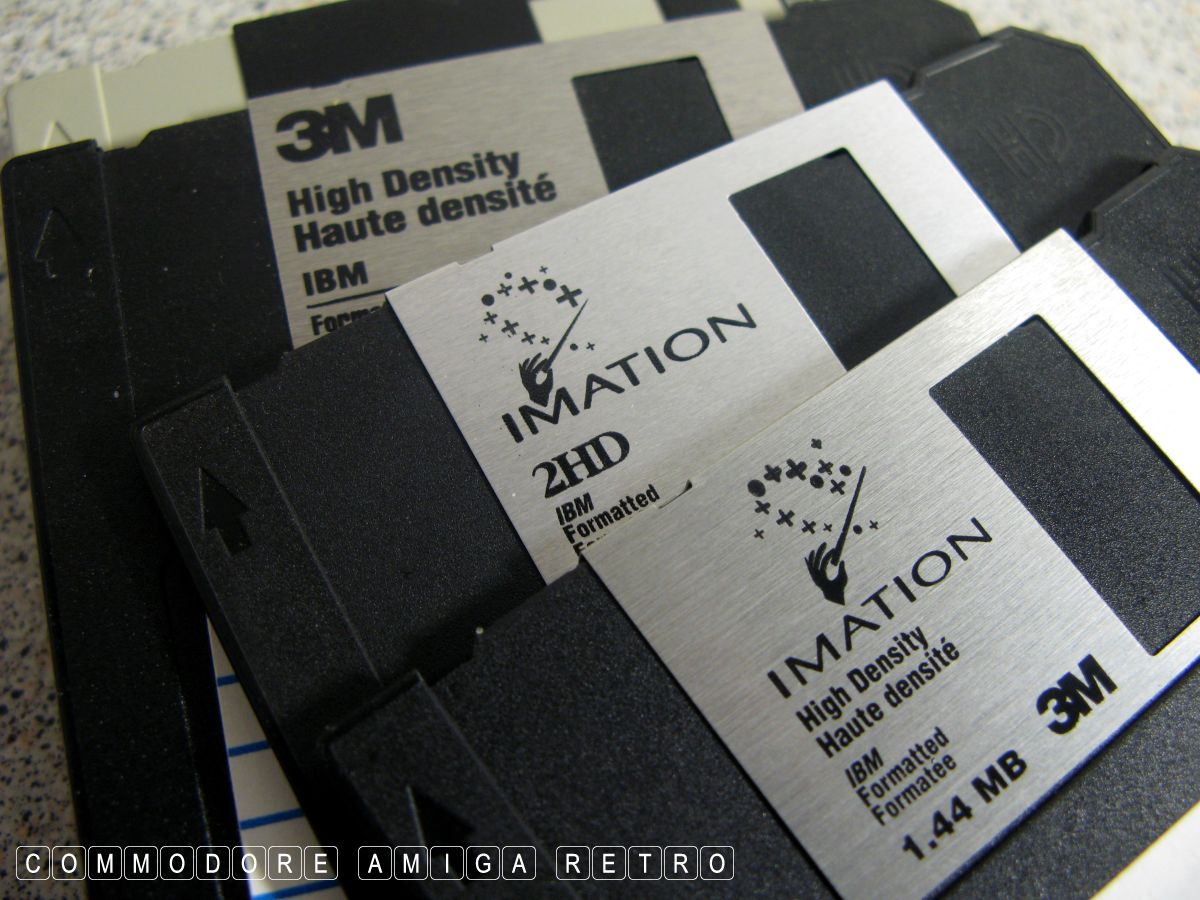 3M
High Density
Haute densité
IBM
IMATION
2HD
IBM
Formatted
HD
IMATION
High Density
Haute densité
3M
IBM
Formatted
Formatée
1.44 MB
COMMODORE AMIGA RETRO